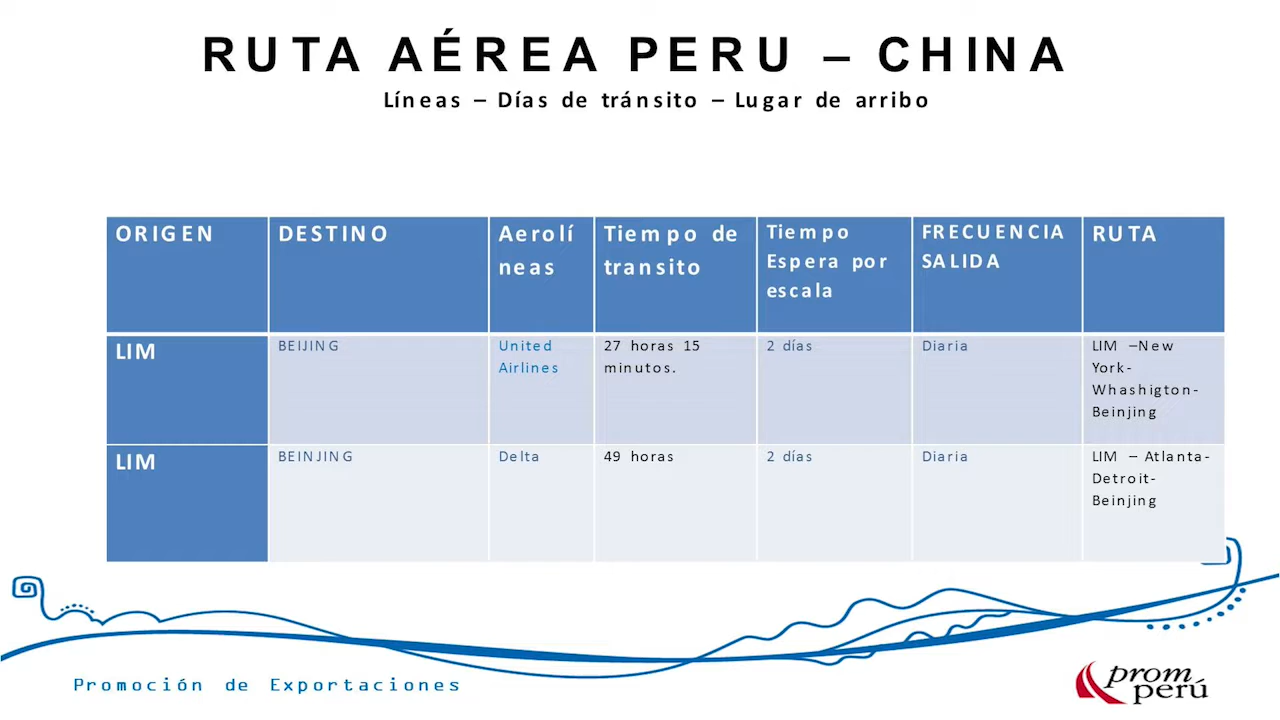 RUTA AÉREA PERU – CHINA
Líneas – Días de tránsito – Lugar de arribo
ORIGEN
DESTINO
Aerolí
neas
Tiempo de
transito
Tiempo
Espera por
escala
FRECUENCIA
SALIDA
RUTA
LIM
BEIJING
United
Airlines
27 horas 15
minutos.
2 días
Diaria
LIM –New
York-
Whashigton-
Beinjing
LIM
BEINJING
Delta
49 horas
2 días
Diaria
LIM – Atlanta-
Detroit-
Beinjing
Promoción de Exportaciones
prom
perú